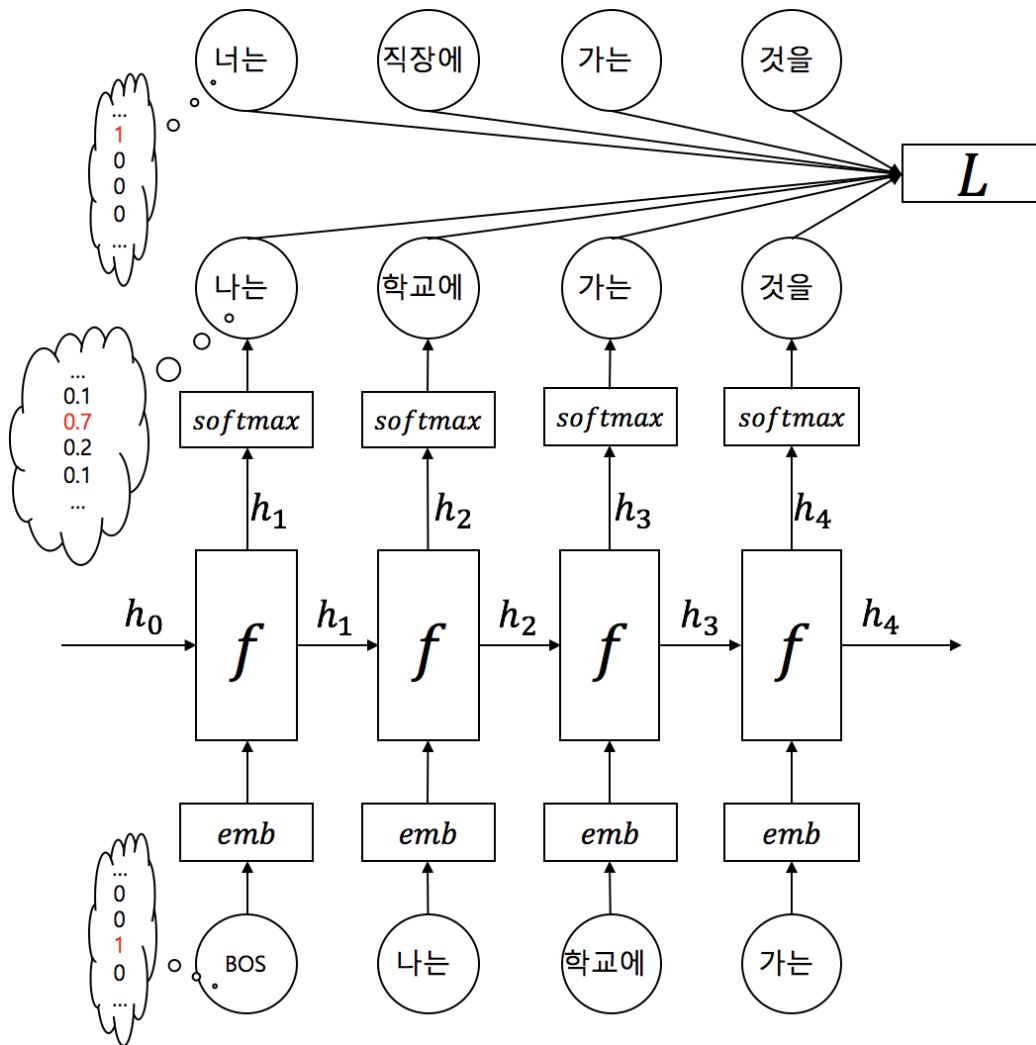 너는 직장에 가는 것을
...
1
0
0
0
...
L
나는 학교에 가는 것을
...
0.1
0.7
0.2
0.1
...
softmax softmax softmax softmax
h₁ h₂ h₃ h₄
h₀ h₁ h₂ h₃ h₄
f f f f
emb emb emb emb
...
0
0
1
0
...
BOS 나는 학교에 가는